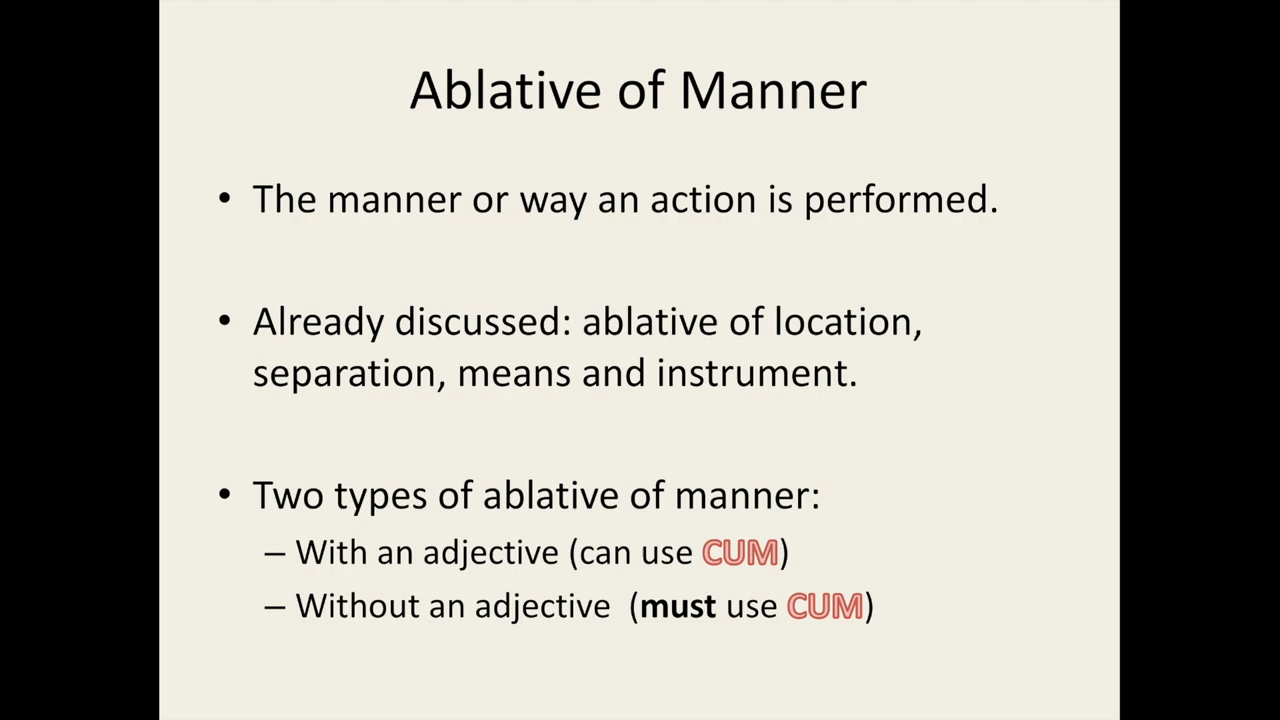 Ablative of Manner
• The manner or way an action is performed.
• Already discussed: ablative of location,
separation, means and instrument.
• Two types of ablative of manner:
– With an adjective (can use CUM)
– Without an adjective (must use CUM)